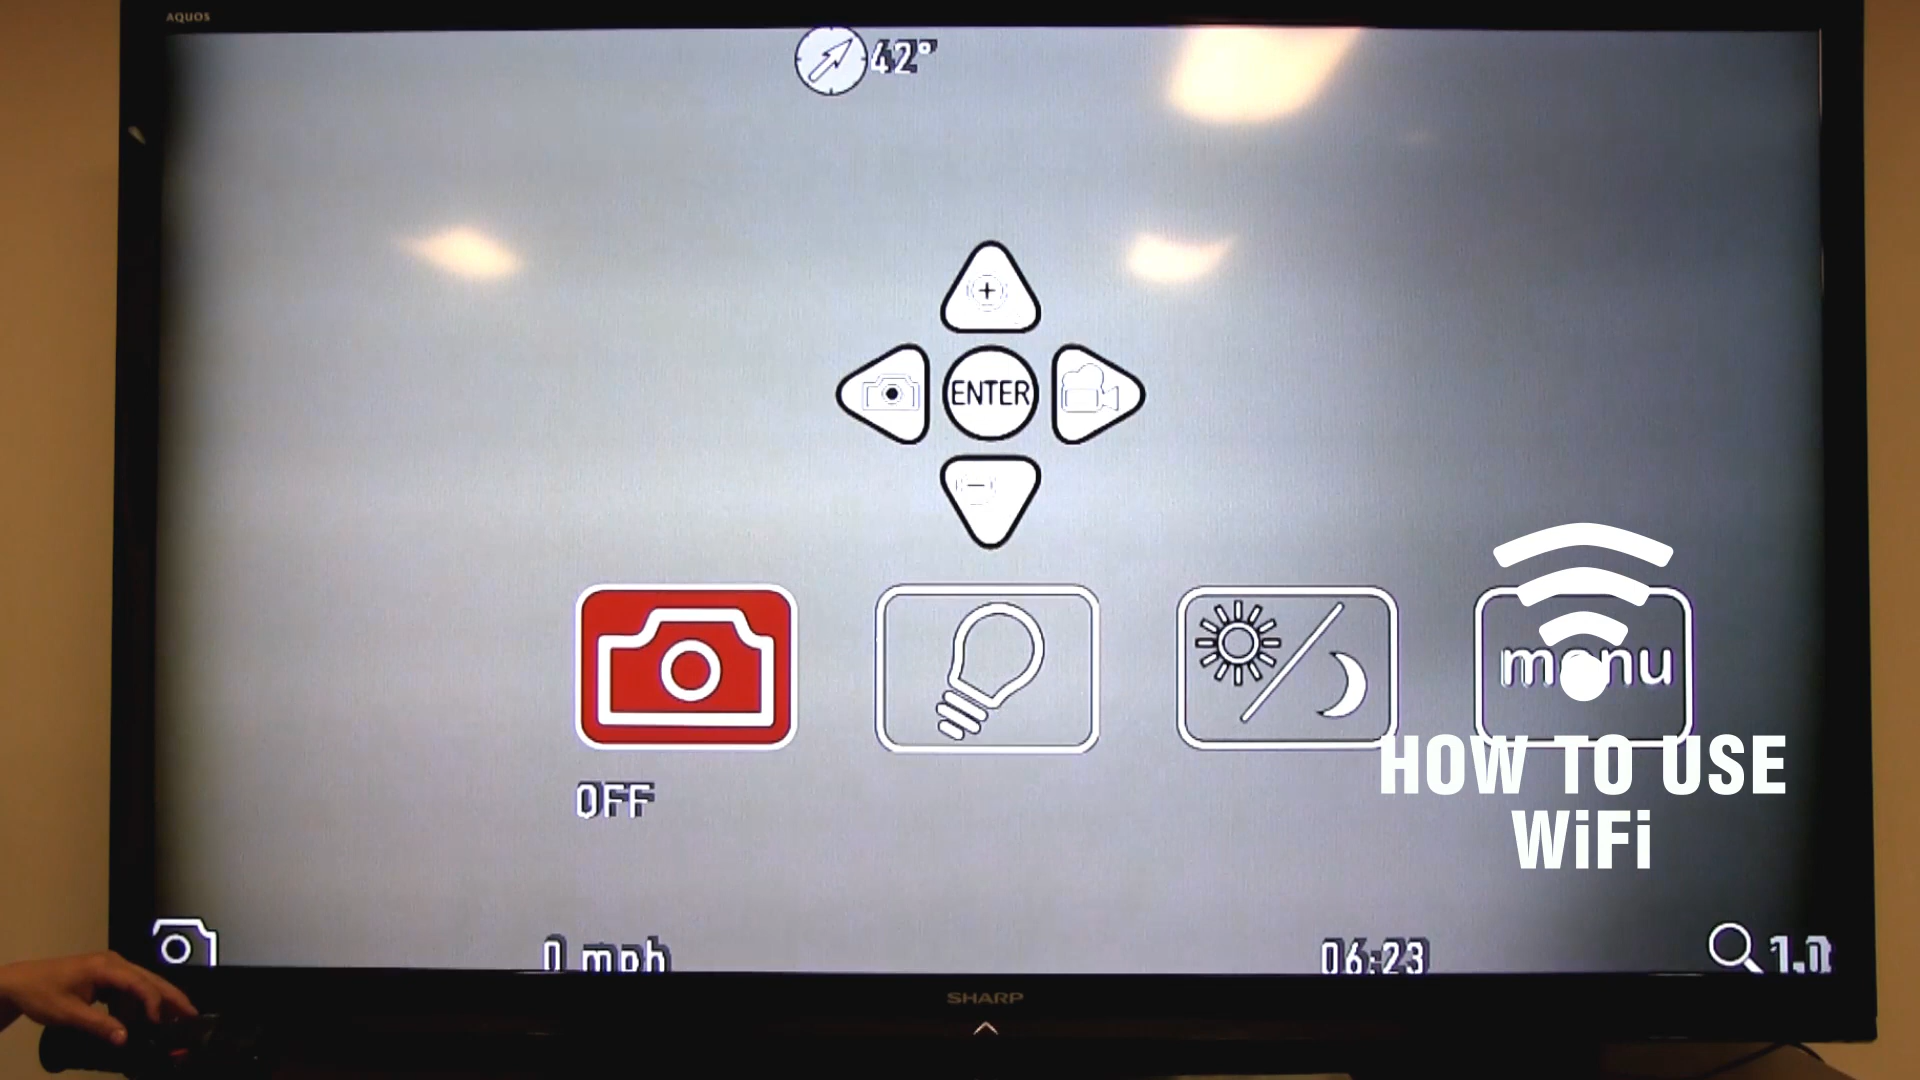 AQUOS
42°
+
ENTER
−
menu
HOW TO USE
WiFi
OFF
0 mph
06:23
1.0
SHARP